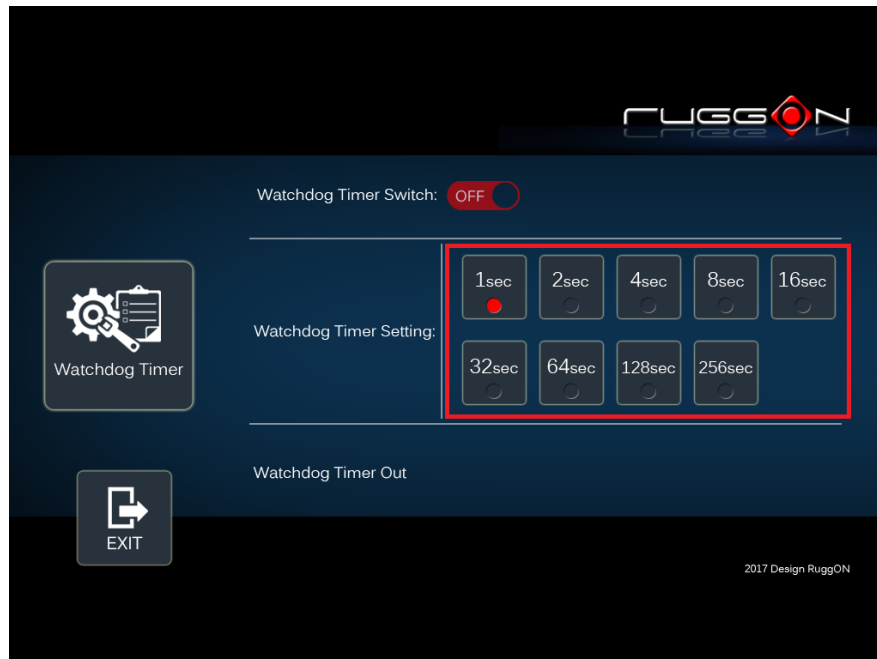 ruggON
Watchdog Timer Switch: OFF
1sec 2sec 4sec 8sec 16sec
Watchdog Timer Setting:
32sec 64sec 128sec 256sec
Watchdog Timer
Watchdog Timer Out
EXIT
2017 Design RuggON